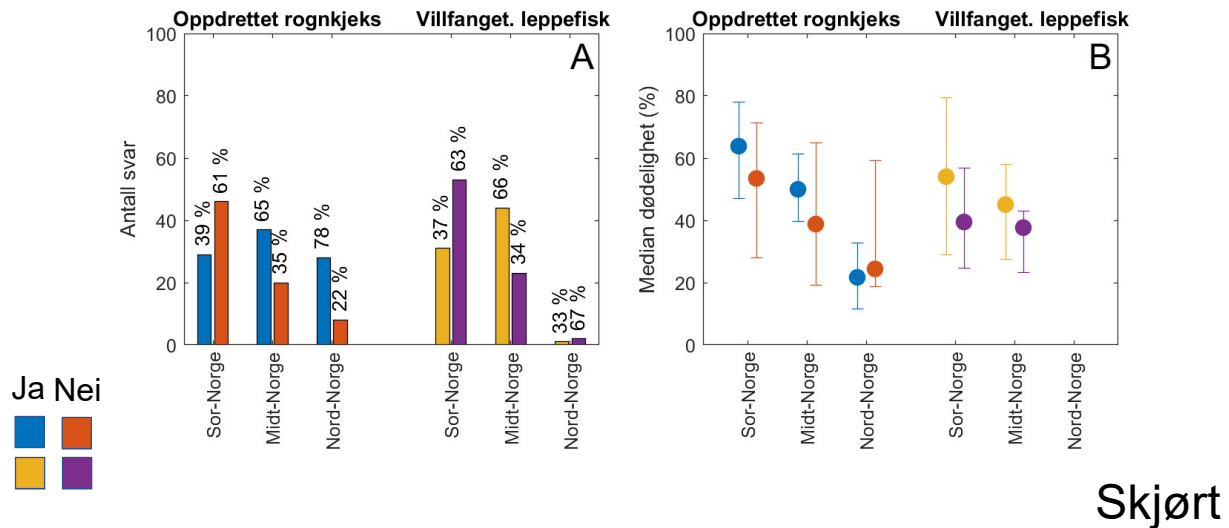 Oppdrettet rognkjeks
Villfanget. leppefisk
A
Antall svar
100
80
60
40
20
0
39 %
61 %
65 %
35 %
78 %
22 %
37 %
63 %
66 %
34 %
33 %
67 %
Sor-Norge
Midt-Norge
Nord-Norge
Sor-Norge
Midt-Norge
Nord-Norge
Oppdrettet rognkjeks
Villfanget. leppefisk
B
Median dødelighet (%)
100
80
60
40
20
0
Sor-Norge
Midt-Norge
Nord-Norge
Sor-Norge
Midt-Norge
Nord-Norge
Ja Nei
Skjørt